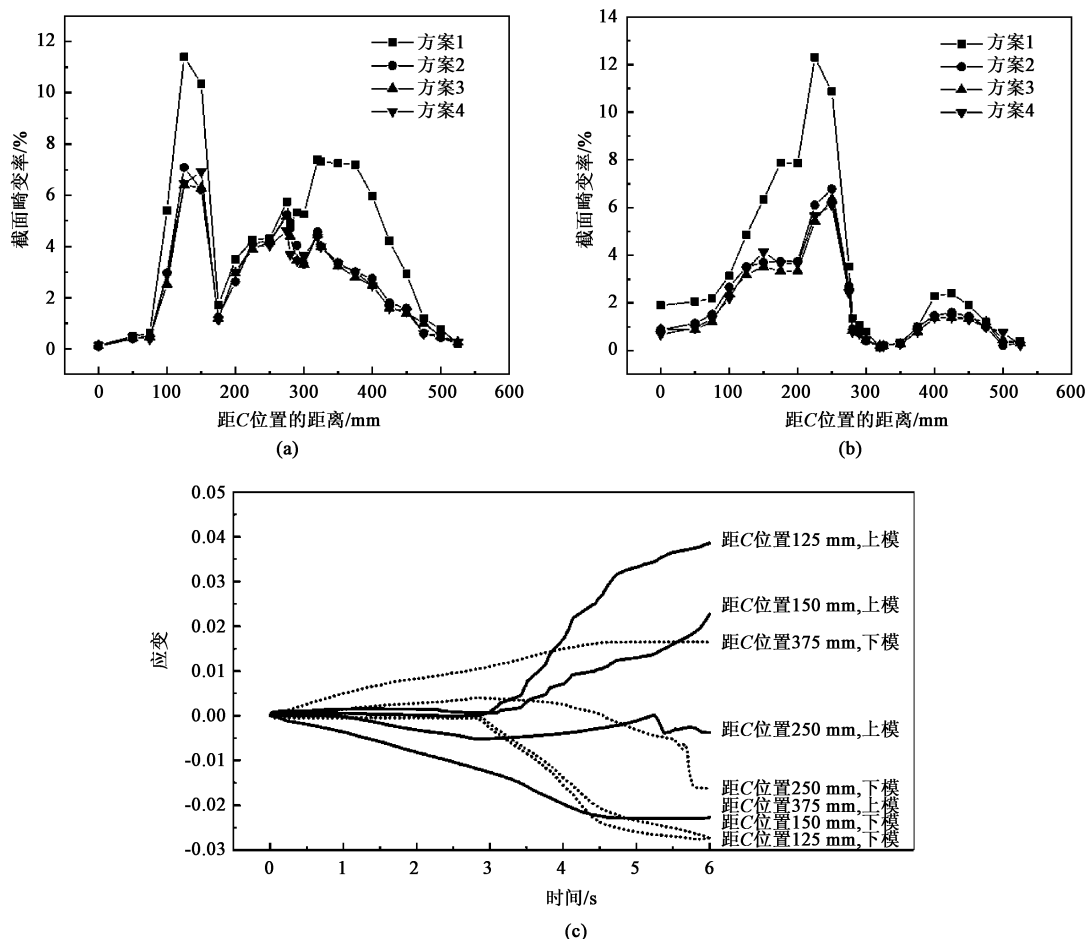 12
10
8
6
4
2
0
截面畸变率/%
方案1
方案2
方案3
方案4
0 100 200 300 400 500 600
距C位置的距离/mm
(a)
14
12
10
8
6
4
2
0
截面畸变率/%
方案1
方案2
方案3
方案4
0 100 200 300 400 500 600
距C位置的距离/mm
(b)
0.05
0.04
0.03
0.02
0.01
0.00
-0.01
-0.02
-0.03
应变
距C位置125 mm,上模
距C位置150 mm,上模
距C位置375 mm,下模
距C位置250 mm,上模
距C位置250 mm,下模
距C位置375 mm,上模
距C位置150 mm,下模
距C位置125 mm,下模
0 1 2 3 4 5 6
时间/s
(c)